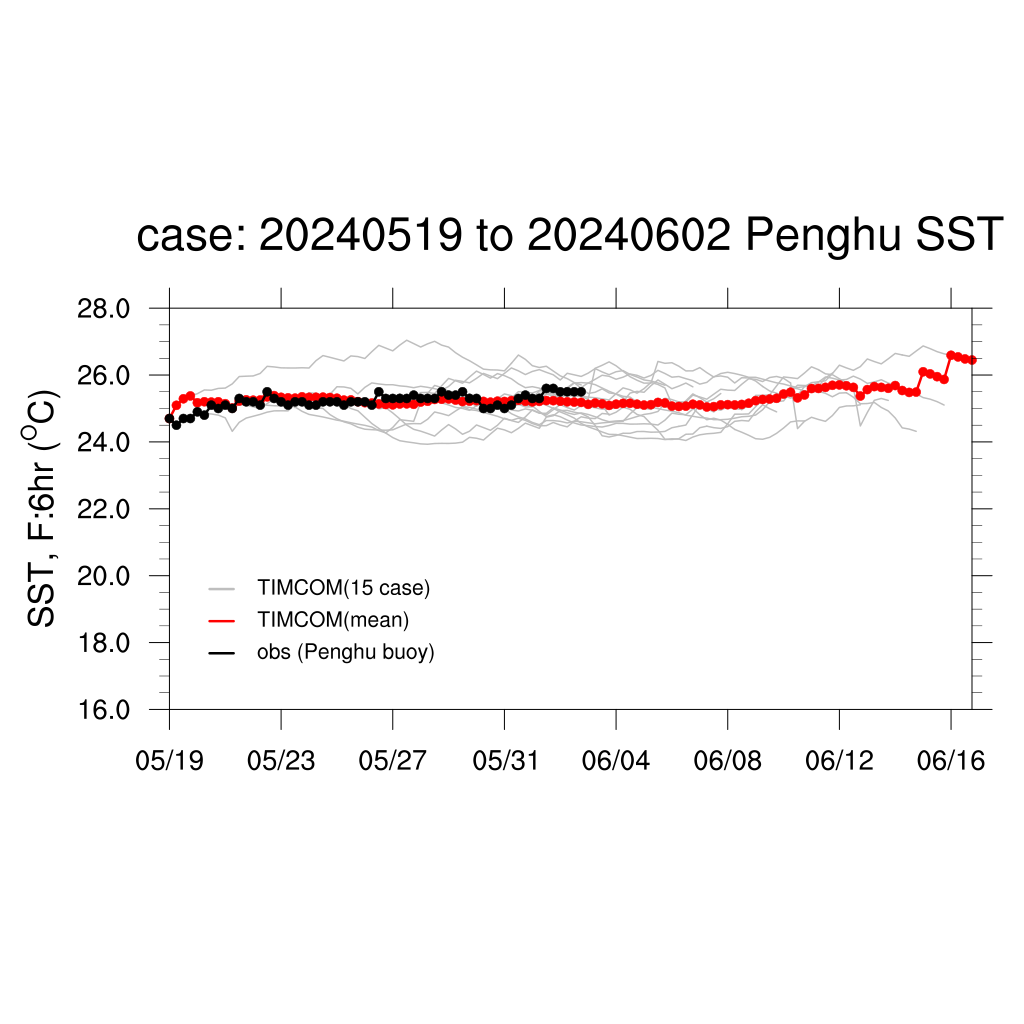 case: 20240519 to 20240602 Penghu SST
SST, F:6hr (°C)
28.0
26.0
24.0
22.0
20.0
18.0
16.0
TIMCOM(15 case)
TIMCOM(mean)
obs (Penghu buoy)
05/19 05/23 05/27 05/31 06/04 06/08 06/12 06/16